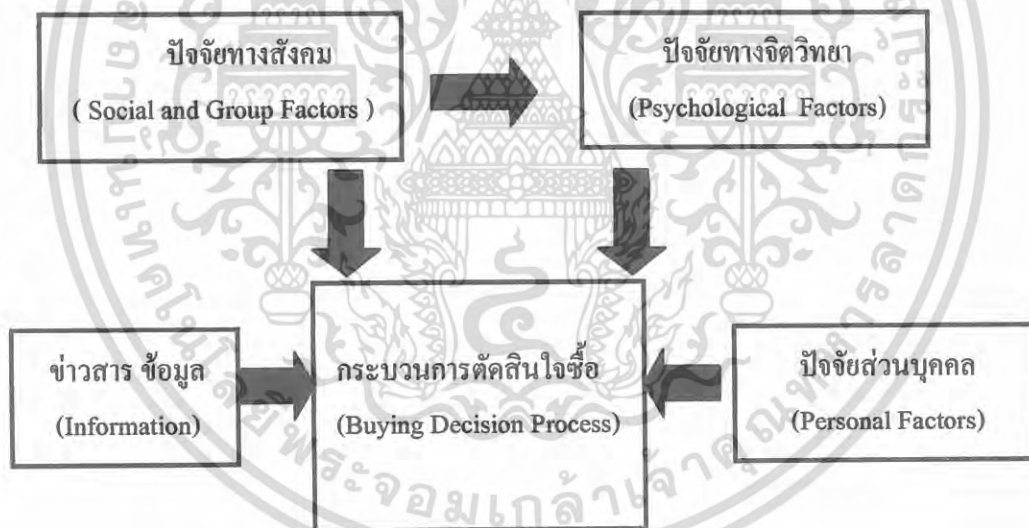 ปัจจัยทางสังคม
( Social and Group Factors )
ปัจจัยทางจิตวิทยา
(Psychological Factors)
ข่าวสาร ข้อมูล
(Information)
กระบวนการตัดสินใจซื้อ
(Buying Decision Process)
ปัจจัยส่วนบุคคล
(Personal Factors)